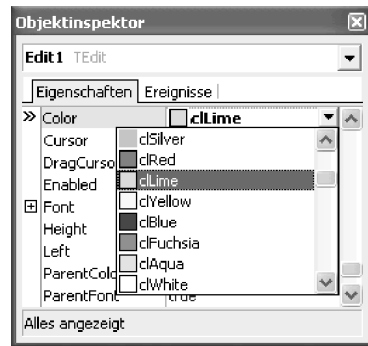 Objektinspektor
Edit1 TEdit
Eigenschaften Ereignisse
» Color clLime
Cursor clSilver
DragCurso clRed
Enabled clLime
Font clYellow
Height clBlue
Left clFuchsia
ParentColo clAqua
ParentFont clWhite
true
Alles angezeigt